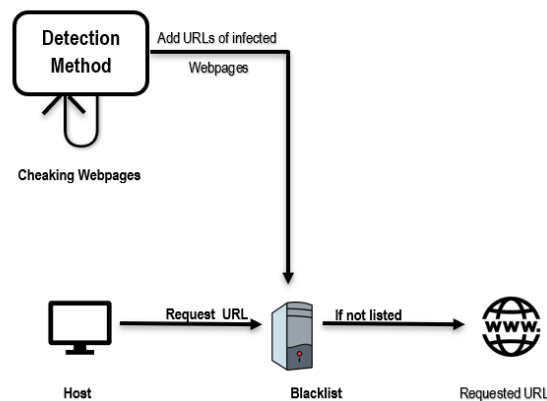 Detection
Method
Add URLs of infected
Webpages
Cheaking Webpages
Request URL
If not listed
www.
Host
Blacklist
Requested URL